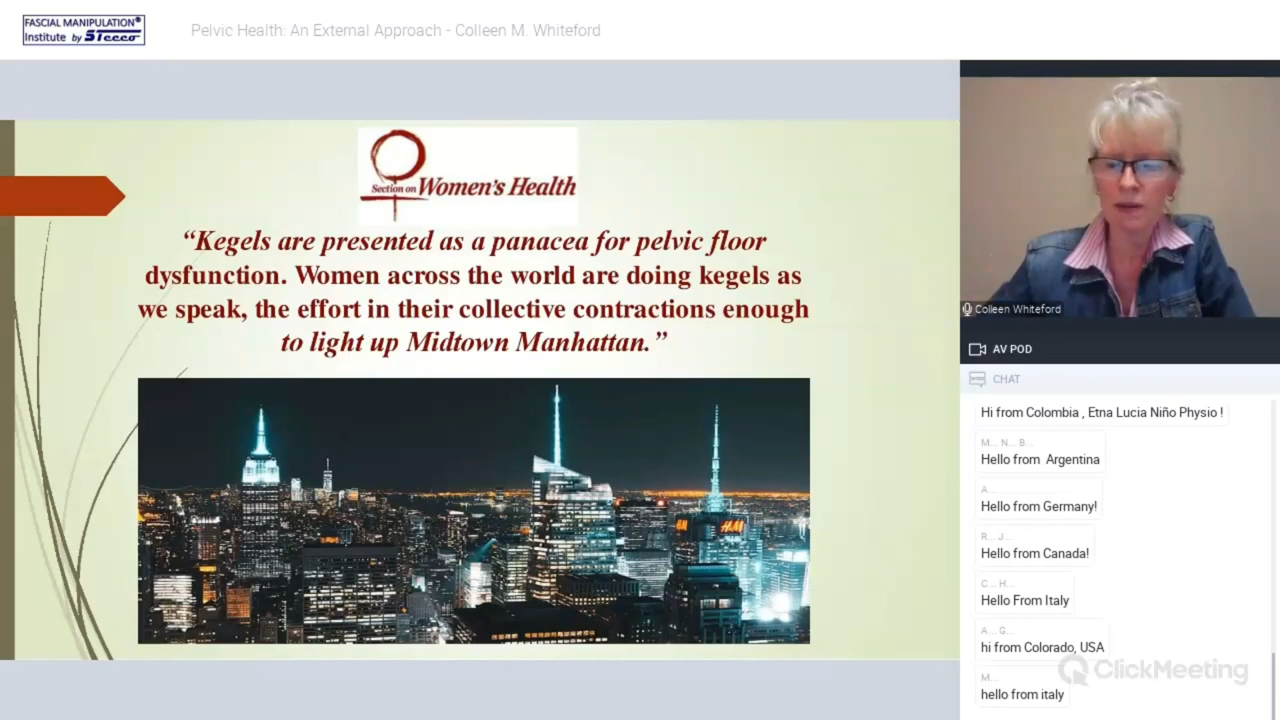 FASCIAL MANIPULATION®
Institute by STECCO
Pelvic Health: An External Approach - Colleen M. Whiteford
Section on Women's Health
“Kegels are presented as a panacea for pelvic floor
dysfunction. Women across the world are doing kegels as
we speak, the effort in their collective contractions enough
to light up Midtown Manhattan.”
H&M
Colleen Whiteford
AV POD
CHAT
Hi from Colombia , Etna Lucia Niño Physio !
M... N... B...
Hello from Argentina
A...
Hello from Germany!
R... J...
Hello from Canada!
C... H...
Hello From Italy
A... G...
hi from Colorado, USA
M...
hello from italy
ClickMeeting